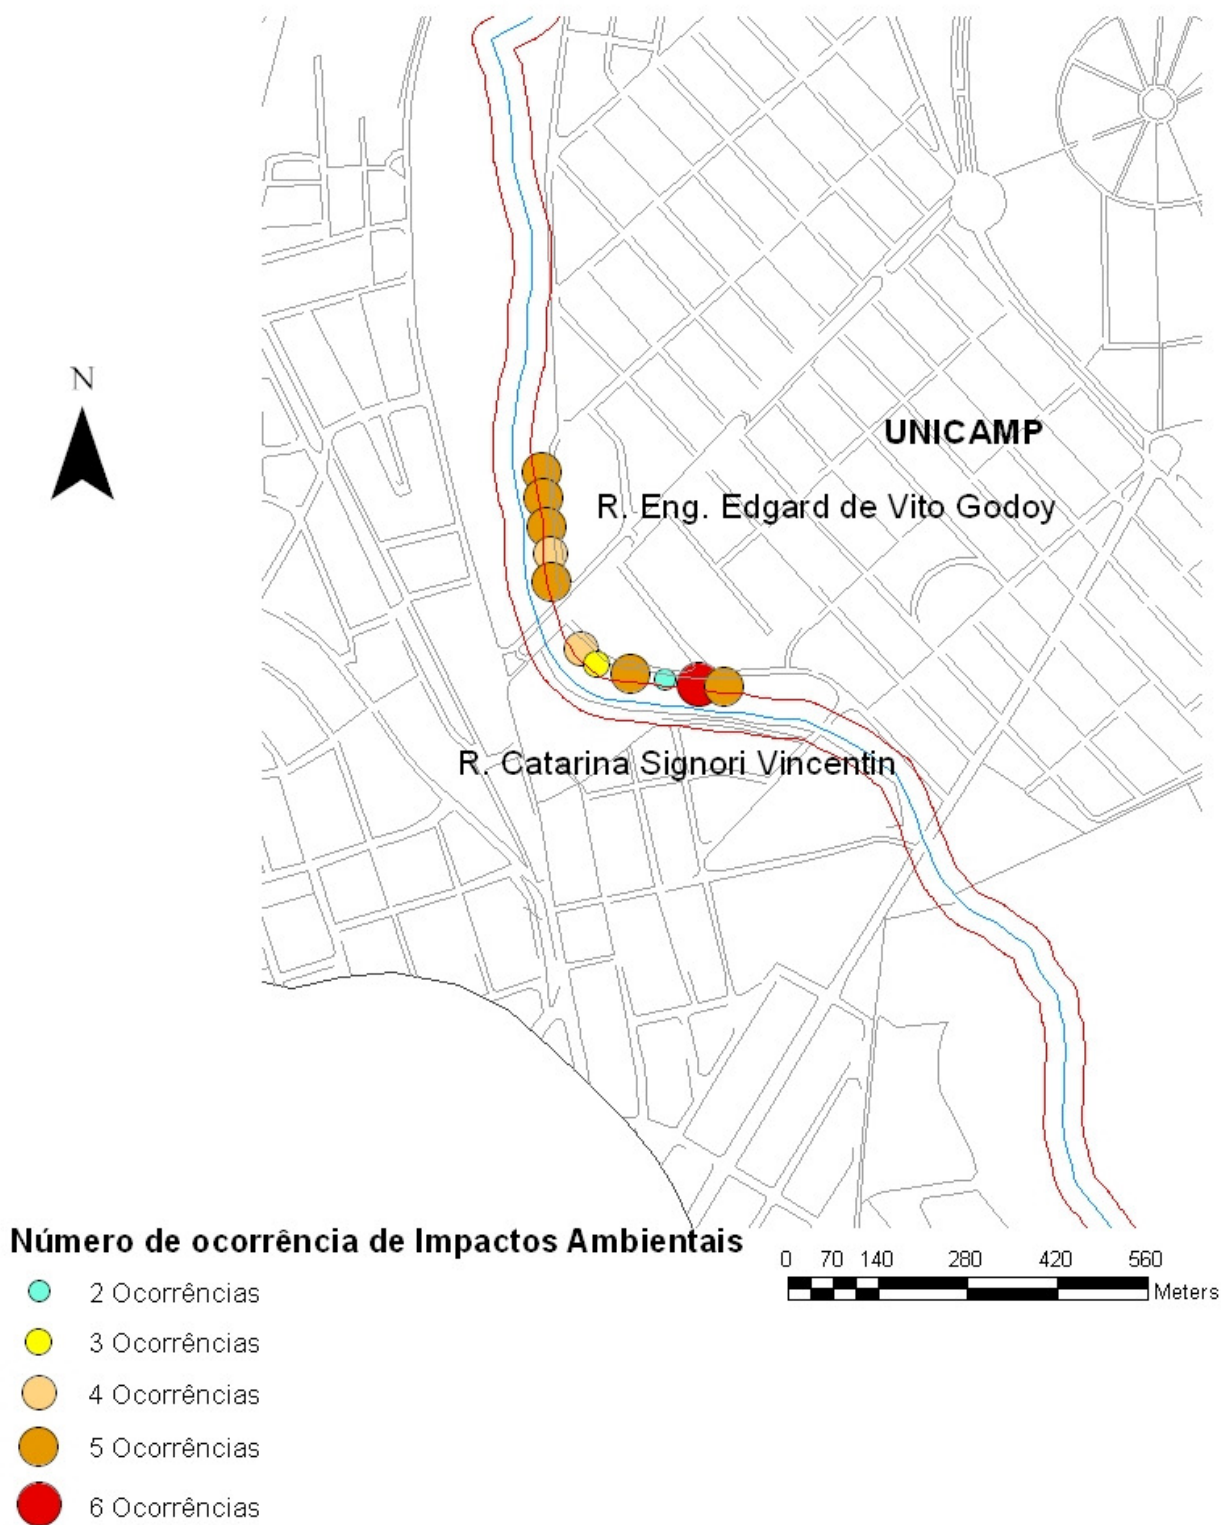 N
UNICAMP
R. Eng. Edgard de Vito Godoy
R. Catarina Signori Vincentin
Número de ocorrência de Impactos Ambientais
0 70 140 280 420 560
Meters
2 Ocorrências
3 Ocorrências
4 Ocorrências
5 Ocorrências
6 Ocorrências